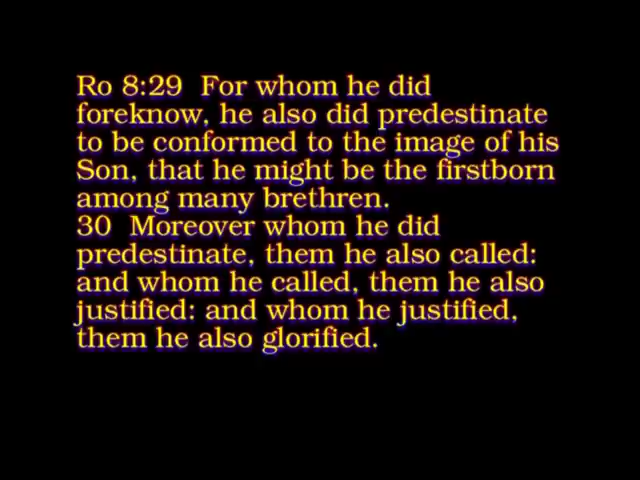 Ro 8:29 For whom he did
foreknow, he also did predestinate
to be conformed to the image of his
Son, that he might be the firstborn
among many brethren.
30 Moreover whom he did
predestinate, them he also called:
and whom he called, them he also
justified: and whom he justified,
them he also glorified.